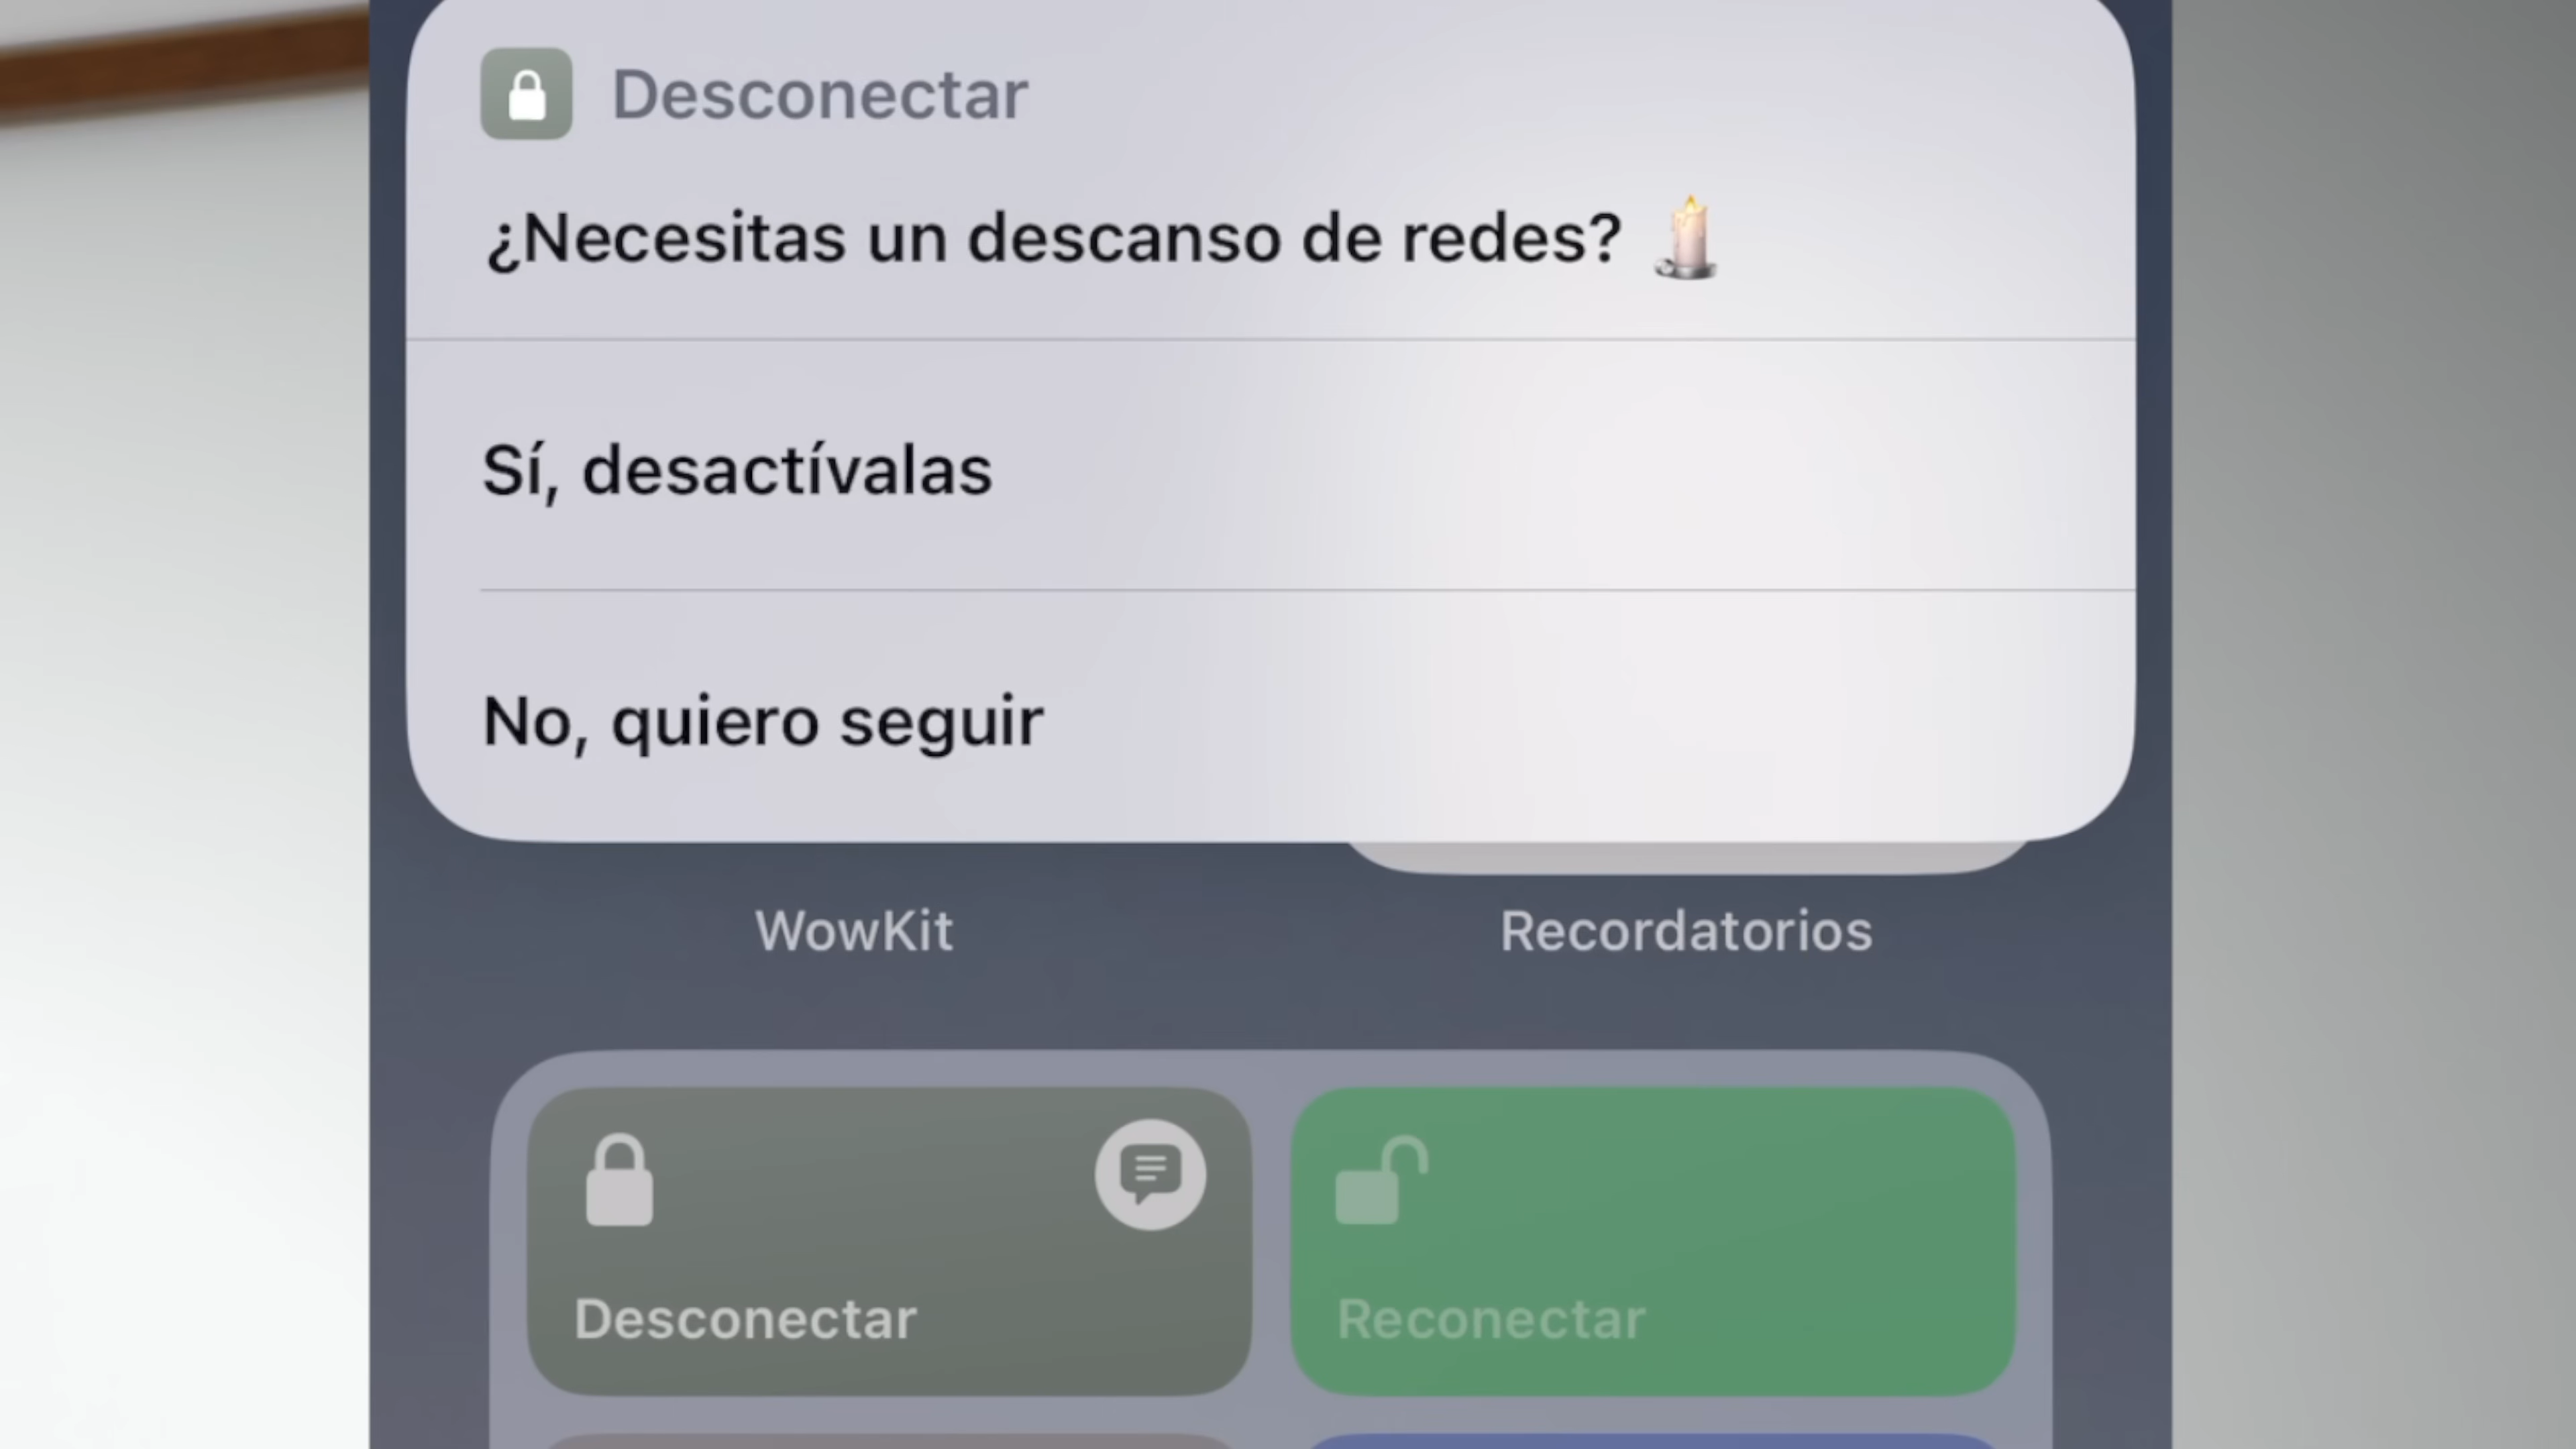 Desconectar
¿Necesitas un descanso de redes?
Sí, desactívalas
No, quiero seguir
WowKit
Recordatorios
Desconectar
Reconectar